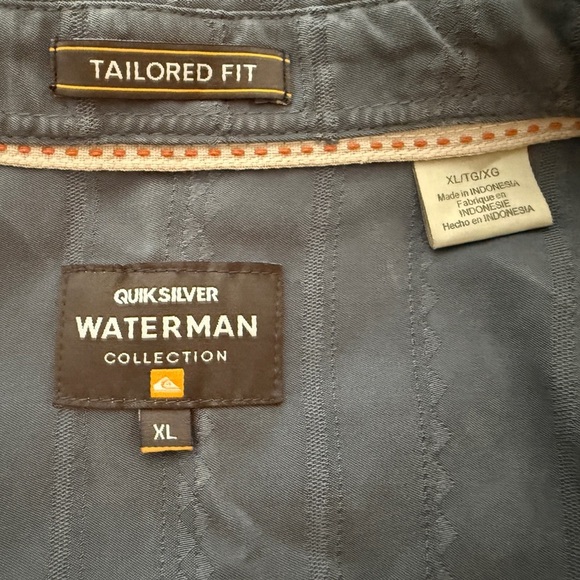 TAILORED FIT
XL/TG/XG
Made in INDONESIA
Fabriqué en
INDONESIE
Hecho en INDONESIA
QUIKSILVER
WATERMAN
COLLECTION
XL